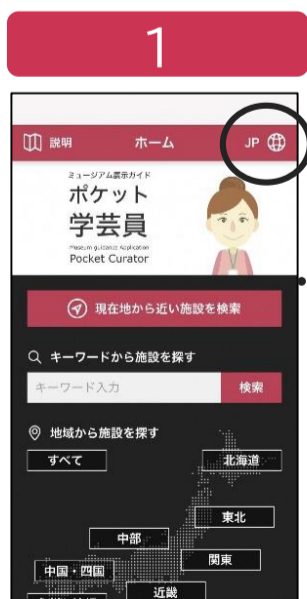 1
説明 ホーム JP
ミュージアム展示ガイド
ポケット
学芸員
Museum guidance Application
Pocket Curator
現在地から近い施設を検索
キーワードから施設を探す
キーワード入力 検索
地域から施設を探す
すべて 北海道
東北
中部
関東
中国・四国
近畿